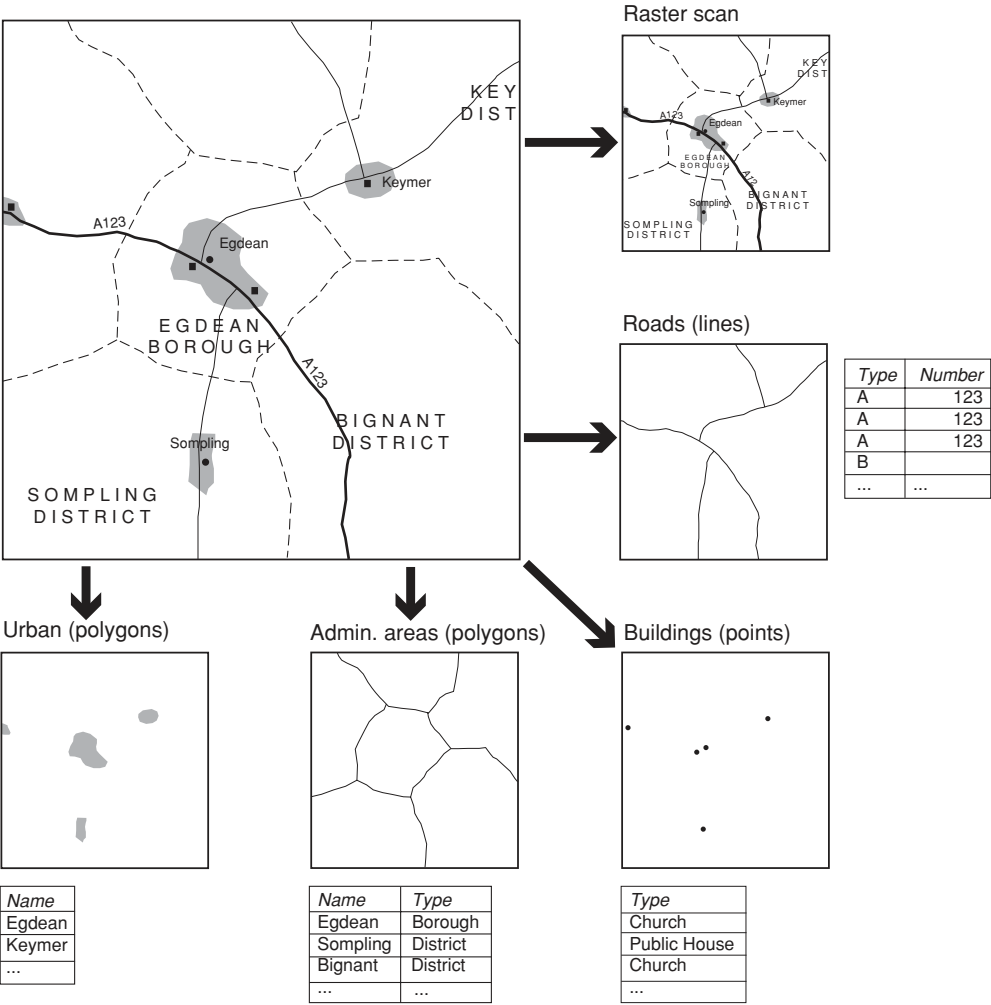 Raster scan
KEY
DIST
Keymer
A123
Egdean
EGDEAN
BOROUGH
A123
Sompling
BIGNANT
DISTRICT
SOMPLING
DISTRICT
KEY
DIST
Keymer
A123
Egdean
EGDEAN
BOROUGH
A12
BIGNANT
DISTRICT
Sompling
SOMPLING
DISTRICT
Roads (lines)
Type Number
A 123
A 123
A 123
B
... ...
Urban (polygons)
Name
Egdean
Keymer
...
Admin. areas (polygons)
Name Type
Egdean Borough
Sompling District
Bignant District
... ...
Buildings (points)
Type
Church
Public House
Church
...